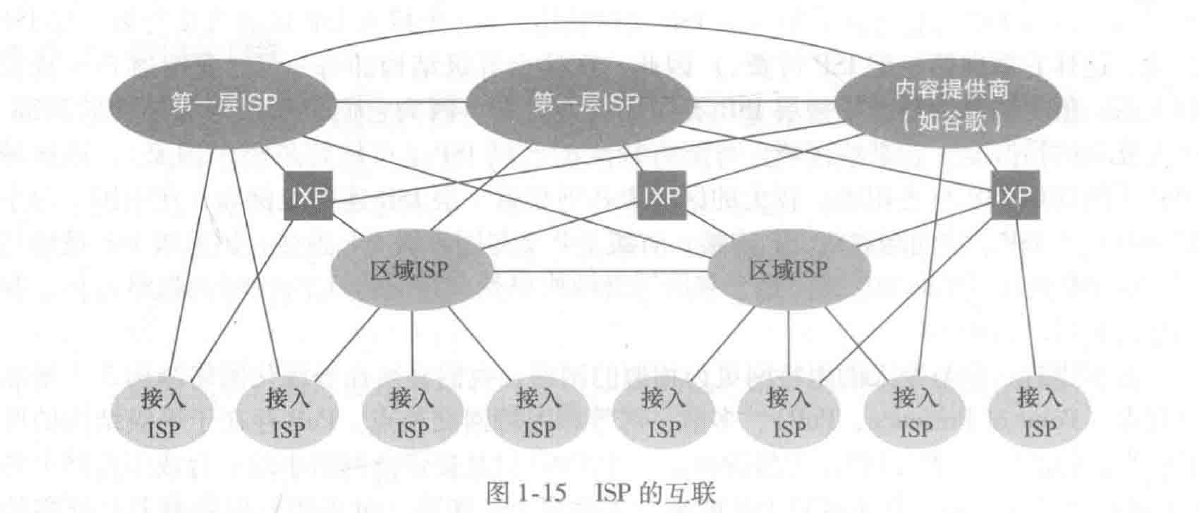 第一层ISP
第一层ISP
内容提供商
（如谷歌）
IXP
IXP
IXP
区域ISP
区域ISP
接入
ISP
接入
ISP
接入
ISP
接入
ISP
接入
ISP
接入
ISP
接入
ISP
接入
ISP
图 1-15 ISP 的互联